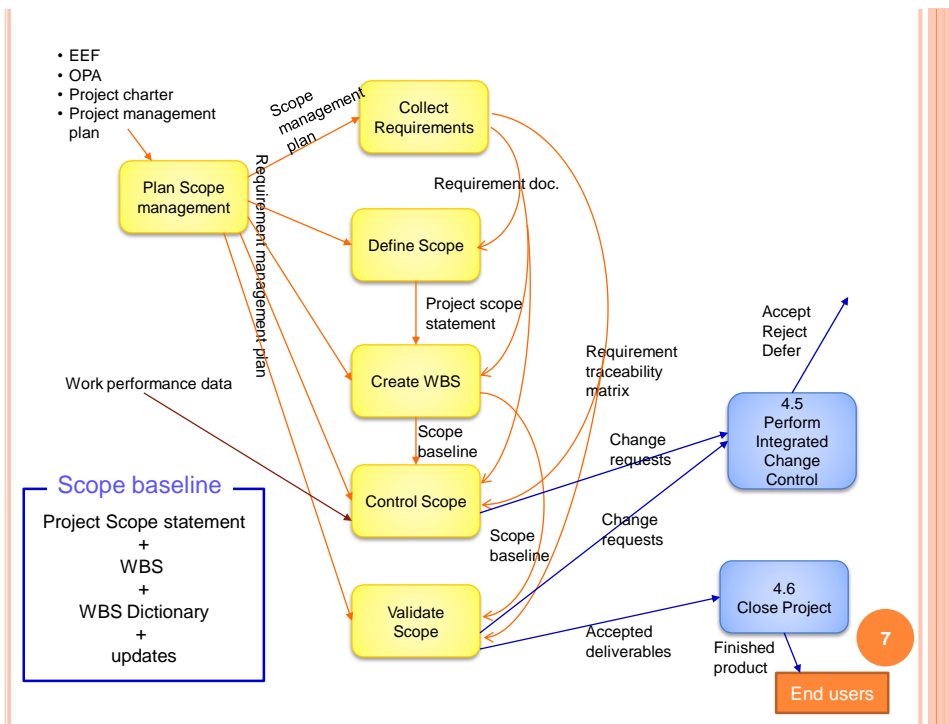 • EEF
• OPA
• Project charter
• Project management
plan
Scope
management
plan
Collect
Requirements
Requirement management plan
Plan Scope
management
Requirement doc.
Define Scope
Project scope
statement
Accept
Reject
Defer
Create WBS
Requirement
traceability
matrix
Work performance data
4.5
Perform
Integrated
Change
Control
Scope
baseline
Change
requests
Scope baseline
Control Scope
Project Scope statement
+
WBS
+
WBS Dictionary
+
updates
Change
requests
Scope
baseline
4.6
Close Project
Validate
Scope
Accepted
deliverables
Finished
product
7
End users